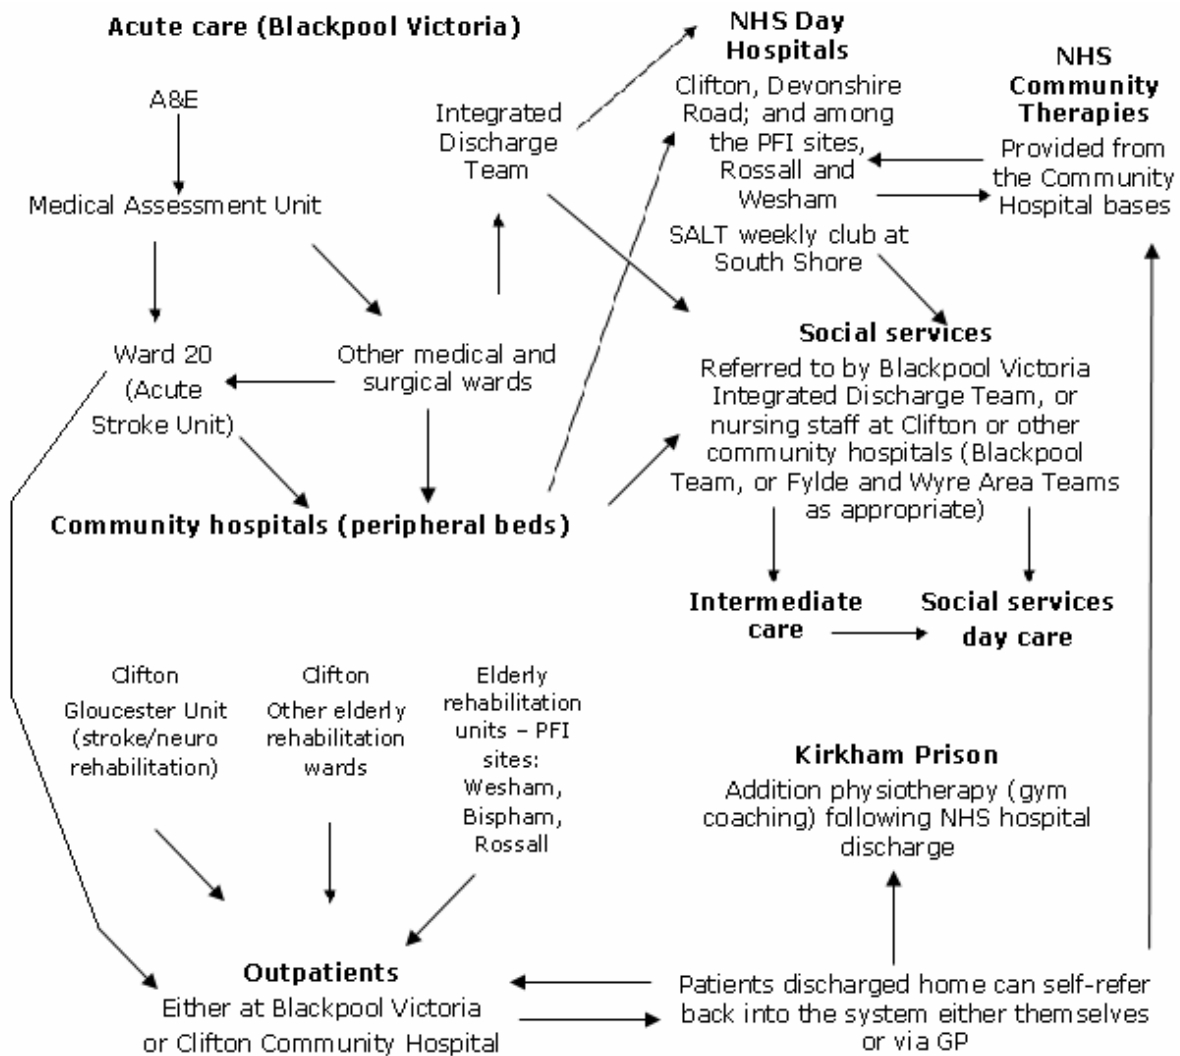 Acute care (Blackpool Victoria)
A&E
Medical Assessment Unit
Integrated
Discharge
Team
Ward 20
(Acute
Stroke Unit)
Other medical and
surgical wards
Community hospitals (peripheral beds)
NHS Day
Hospitals
Clifton, Devonshire
Road; and among
the PFI sites,
Rossall and
Wesham
SALT weekly club at
South Shore
NHS
Community
Therapies
Provided from
the Community
Hospital bases
Social services
Referred to by Blackpool Victoria
Integrated Discharge Team, or
nursing staff at Clifton or other
community hospitals (Blackpool
Team, or Fylde and Wyre Area Teams
as appropriate)
Intermediate
care
Social services
day care
Clifton
Gloucester Unit
(stroke/neuro
rehabilitation)
Clifton
Other elderly
rehabilitation
wards
Elderly
rehabilitation
units – PFI
sites:
Wesham,
Bispham,
Rossall
Kirkham Prison
Addition physiotherapy (gym
coaching) following NHS hospital
discharge
Outpatients
Either at Blackpool Victoria
or Clifton Community Hospital
Patients discharged home can self-refer
back into the system either themselves
or via GP